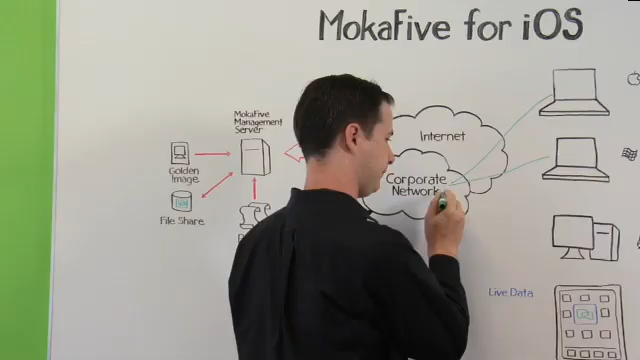 MokaFive for iOS
MokaFive
Management
Server
Internet
Golden
Image
Corporate
Network
File Share
Live Data